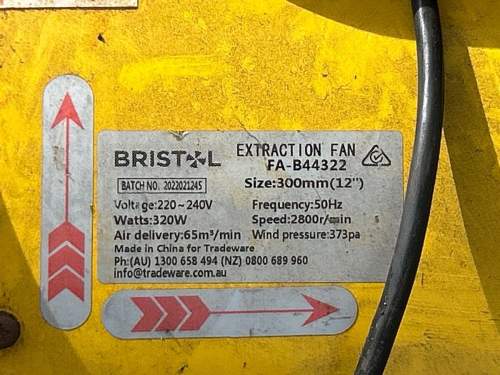 BRISTOL EXTRACTION FAN
FA-B44322
BATCH NO. 2022021245 Size:300mm(12")
Voltage:220~240V Frequency:50Hz
Watts:320W Speed:2800r/min
Air delivery:65m³/min Wind pressure:373pa
Made in China for Tradeware
Ph:(AU) 1300 658 494 (NZ) 0800 689 960
info@tradeware.com.au